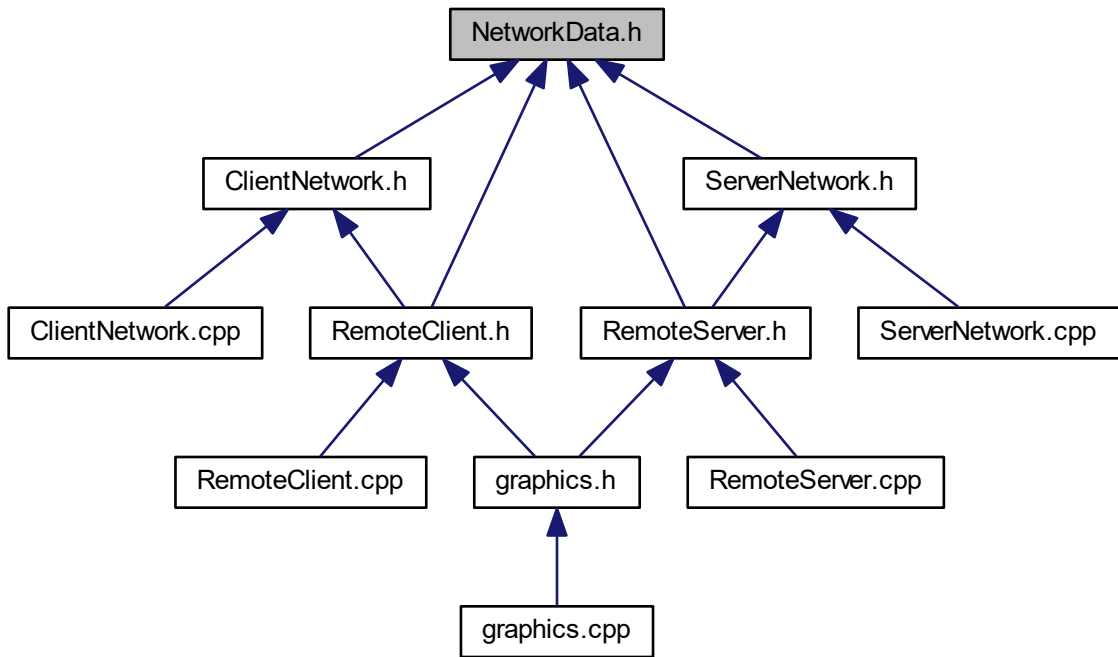 NetworkData.h
ClientNetwork.h
ServerNetwork.h
ClientNetwork.cpp
RemoteClient.h
RemoteServer.h
ServerNetwork.cpp
RemoteClient.cpp
graphics.h
RemoteServer.cpp
graphics.cpp